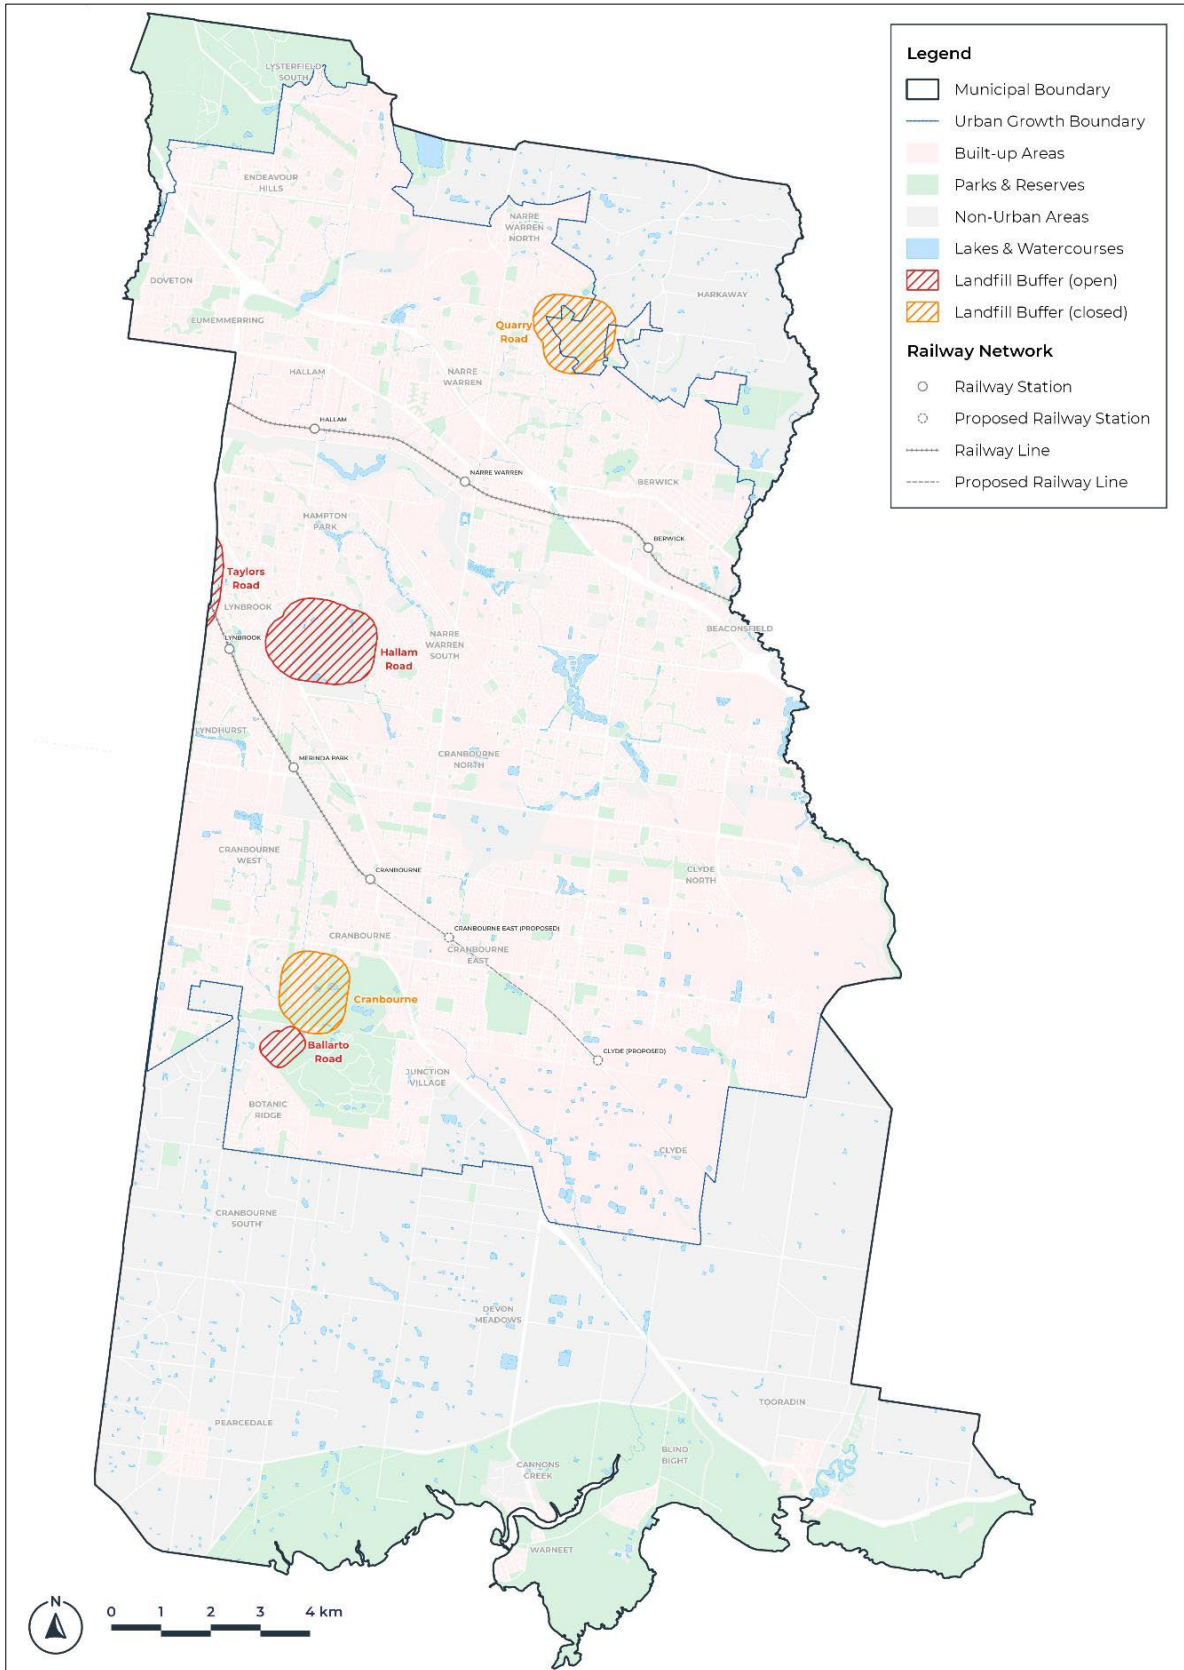 Legend
Municipal Boundary
Urban Growth Boundary
Built-up Areas
Parks & Reserves
Non-Urban Areas
Lakes & Watercourses
Landfill Buffer (open)
Landfill Buffer (closed)
Railway Network
Railway Station
Proposed Railway Station
Railway Line
Proposed Railway Line
LYSTERFIELD
SOUTH
ENDEAVOUR
HILLS
NARRE
WARREN
NORTH
DOVETON
HARKAWAY
EUMEMMERRING
Quarry
Road
HALLAM
NARRE
WARREN
HALLAM
NARRE WARREN
BERWICK
HAMPTON
PARK
BERWICK
Taylors
Road
LYNBROOK
LYNBROOK
BEACONSFIELD
NARRE
WARREN
SOUTH
Hallam
Road
LYNDHURST
CRANBOURNE
NORTH
MERINDA PARK
CRANBOURNE
WEST
CRANBOURNE
CLYDE
NORTH
CRANBOURNE
CRANBOURNE EAST (PROPOSED)
CRANBOURNE
EAST
Cranbourne
Ballarto
Road
CLYDE (PROPOSED)
JUNCTION
VILLAGE
BOTANIC
RIDGE
CLYDE
CRANBOURNE
SOUTH
DEVON
MEADOWS
TOORADIN
PEARCEDALE
BLIND
BIGHT
CANNONS
CREEK
WARNEET
N
0 1 2 3 4 km